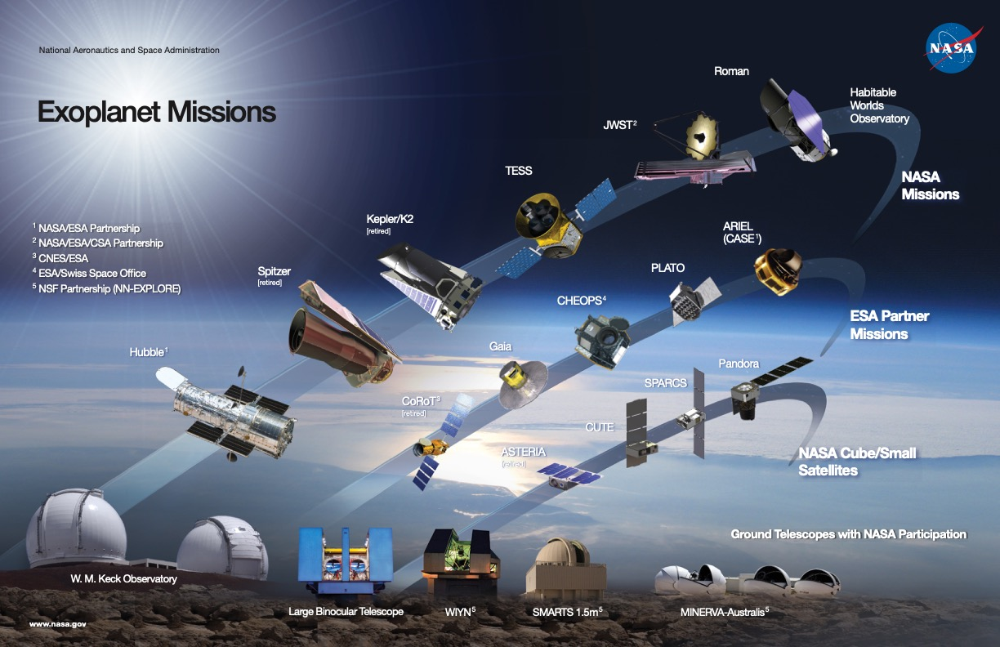 National Aeronautics and Space Administration
NASA
Exoplanet Missions
Roman
Habitable
Worlds
Observatory
JWST²
TESS
NASA
Missions
Kepler/K2
[retired]
¹ NASA/ESA Partnership
² NASA/ESA/CSA Partnership
³ CNES/ESA
⁴ ESA/Swiss Space Office
⁵ NSF Partnership (NN-EXPLORE)
Spitzer
[retired]
ARIEL
(CASE¹)
PLATO
CHEOPS⁴
ESA Partner
Missions
Hubble¹
Gaia
CoRoT³
[retired]
Pandora
SPARCS
CUTE
ASTERIA
[retired]
NASA Cube/Small
Satellites
Ground Telescopes with NASA Participation
W. M. Keck Observatory
Large Binocular Telescope
WIYN⁵
SMARTS 1.5m⁵
MINERVA-Australis⁵
www.nasa.gov